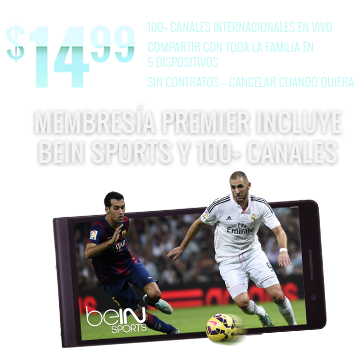 $14.99
100+ CANALES INTERNACIONALES EN VIVO
COMPARTIR CON TODA LA FAMILIA EN
5 DISPOSITIVOS
SIN CONTRATOS - CANCELAR CUANDO QUIERA
MEMBRESÍA PREMIER INCLUYE
BEIN SPORTS Y 100+ CANALES
beIN
SPORTS